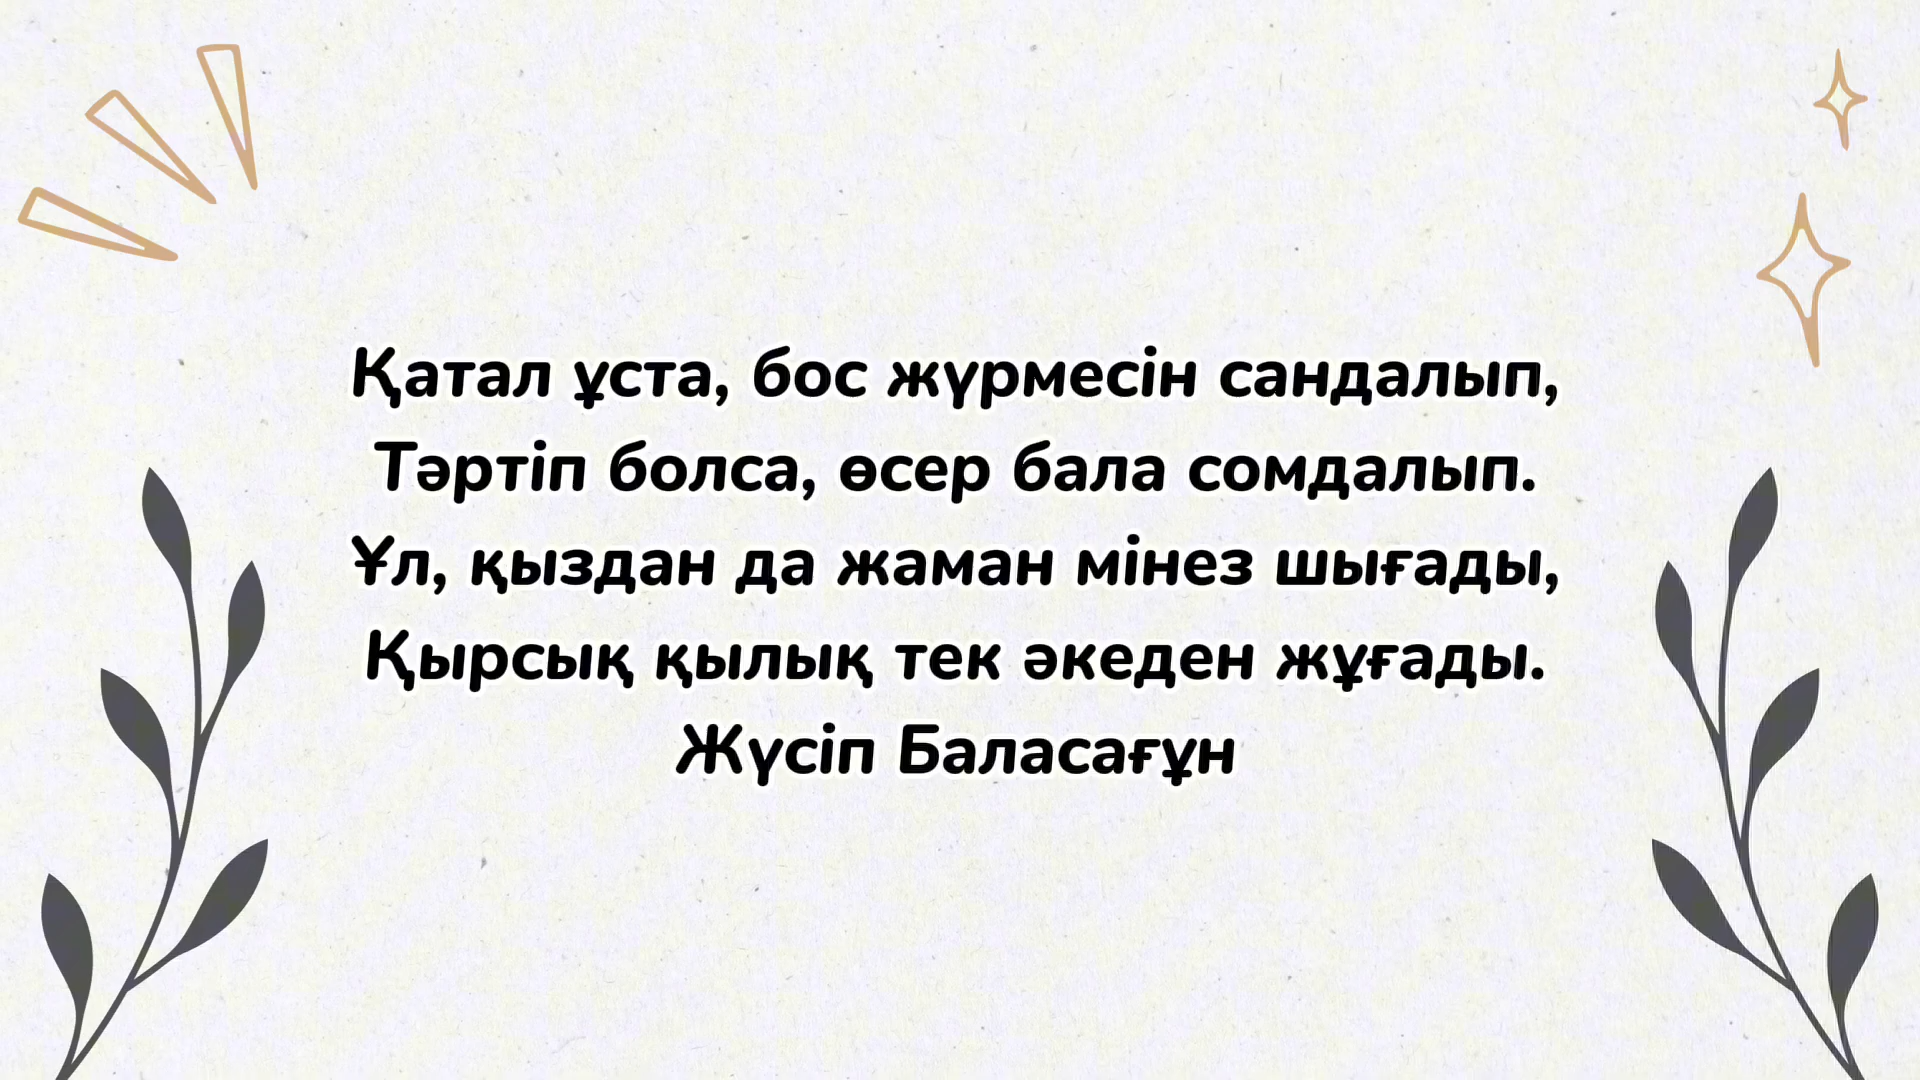 Қатал ұста, бос жүрмесін сандалып,
Тәртіп болса, өсер бала сомдалып.
Ұл, қыздан да жаман мінез шығады,
Қырсық қылық тек әкеден жұғады.
Жүсіп Баласағұн